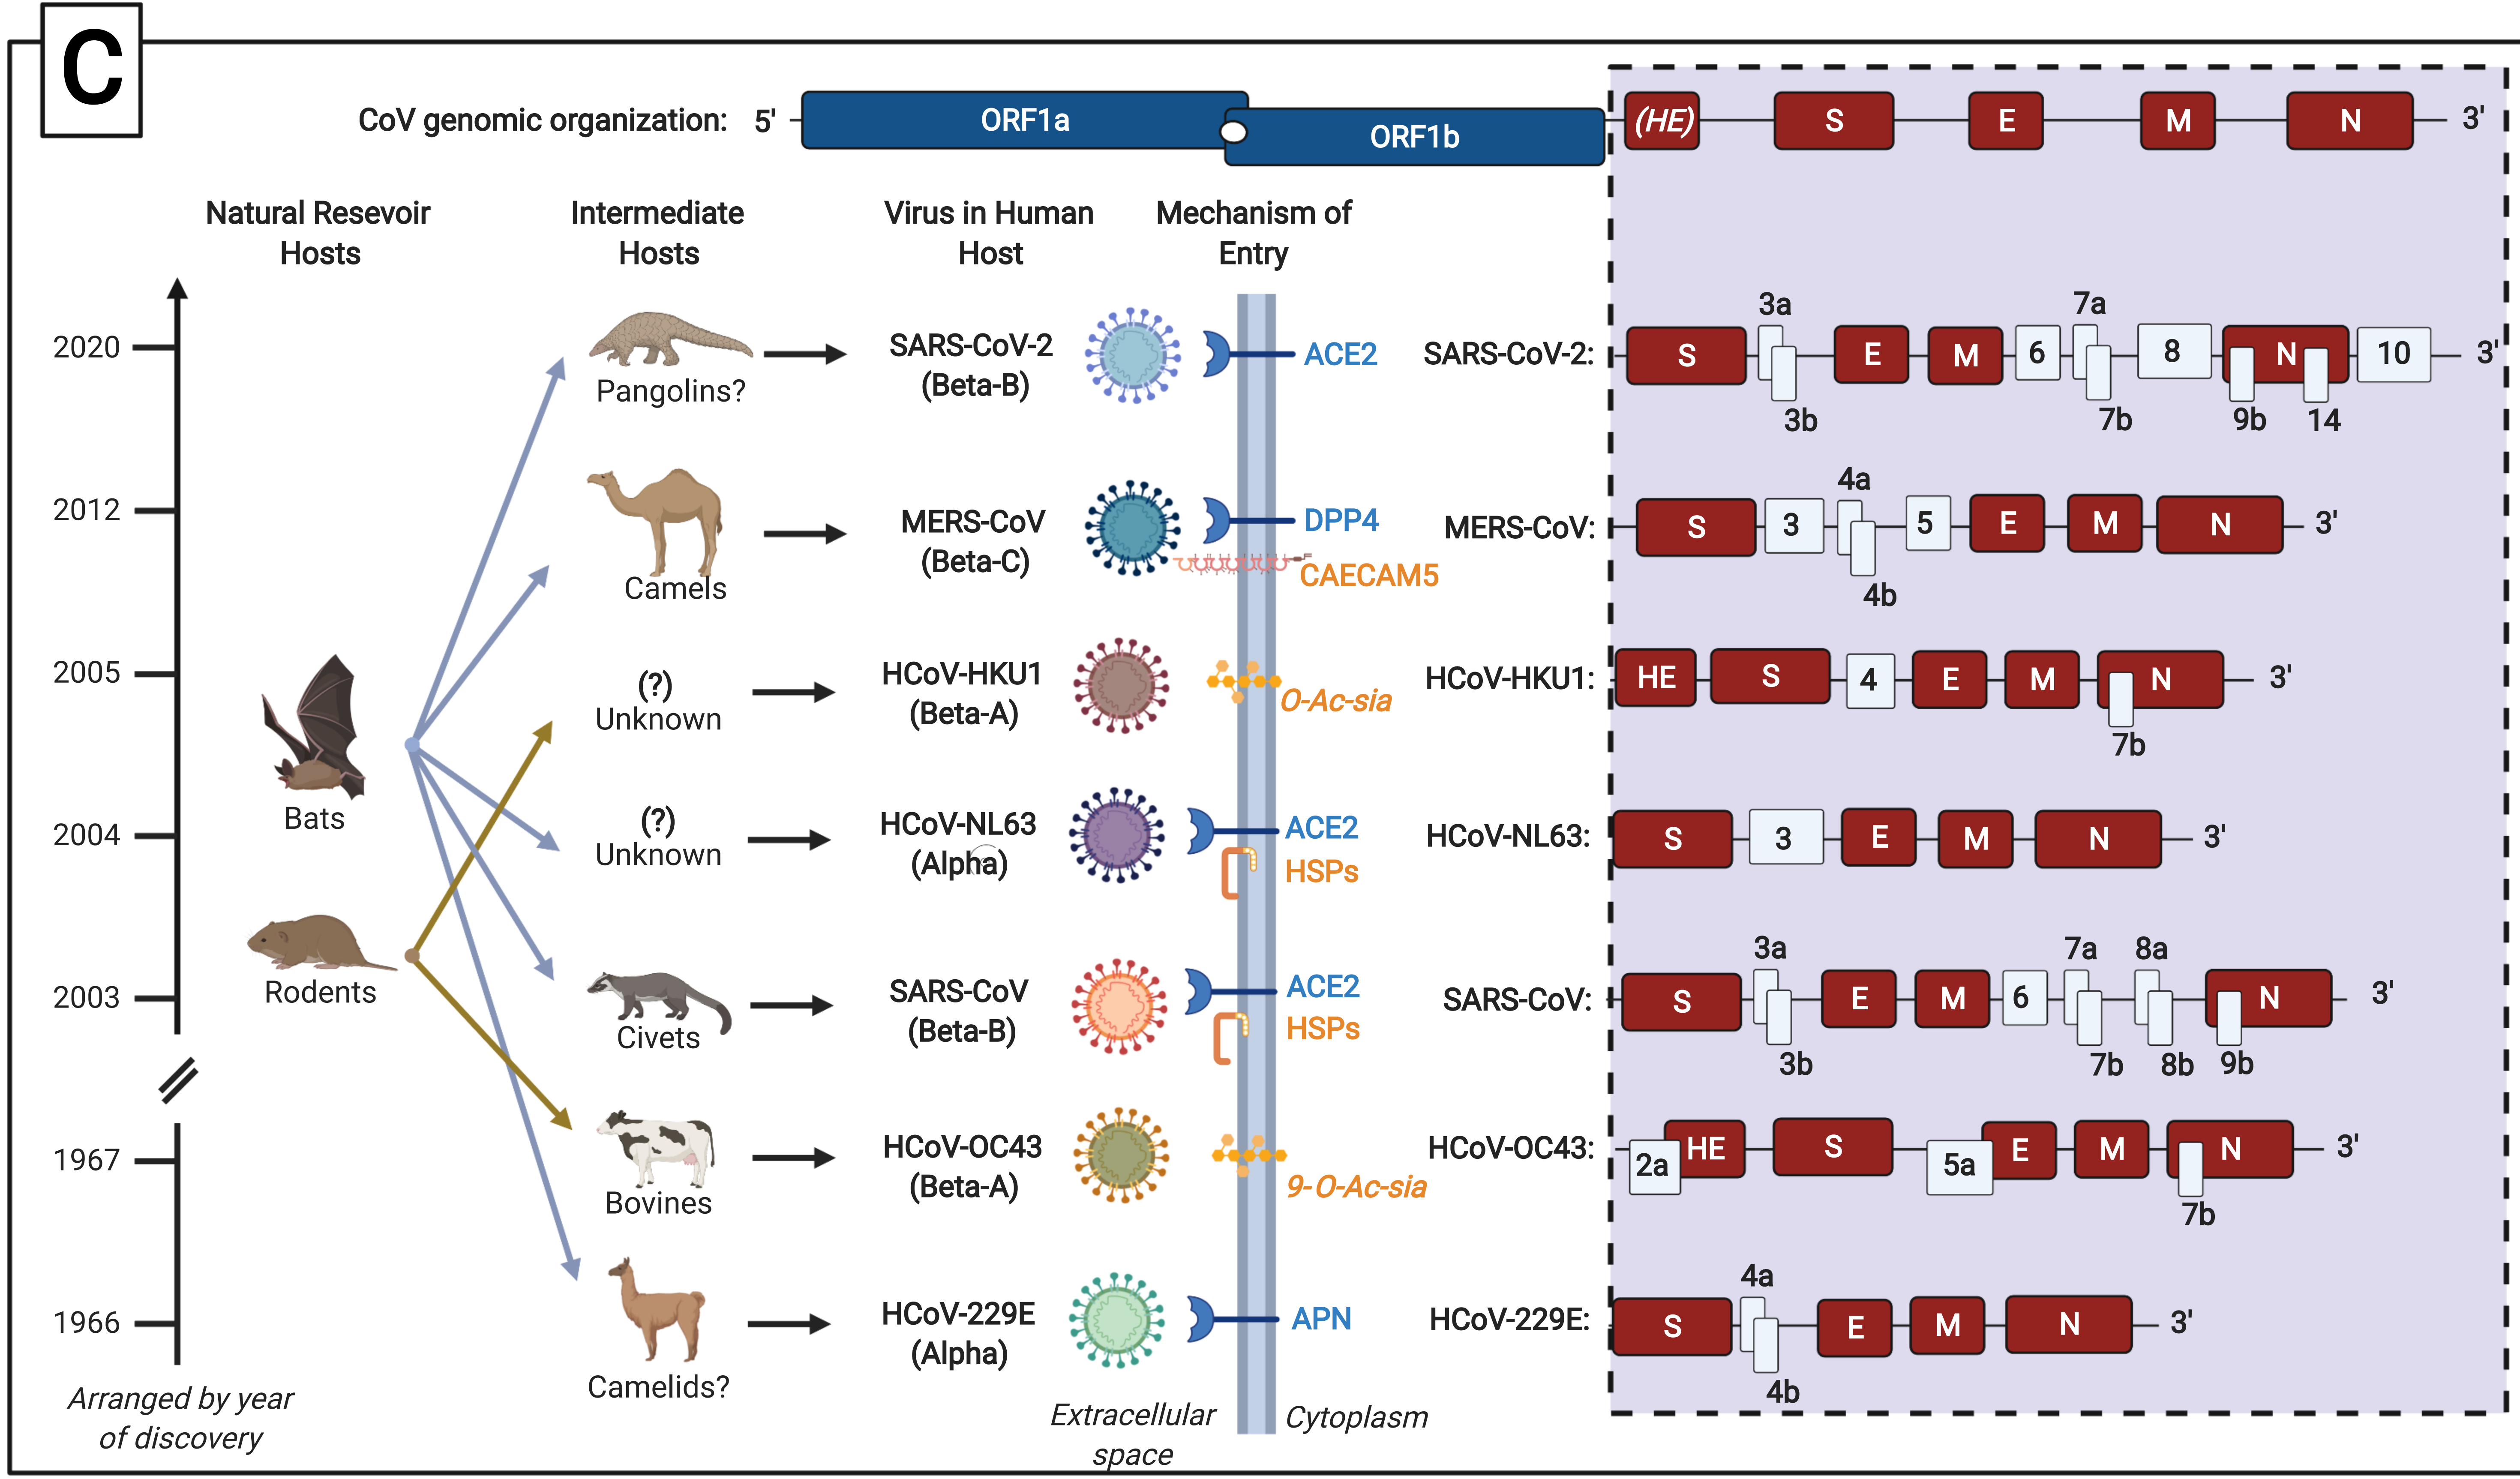 C
CoV genomic organization: 5' ORF1a ORF1b (HE) S E M N 3'
Natural Resevoir
Hosts
Intermediate
Hosts
Virus in Human
Host
Mechanism of
Entry
2020
Pangolins?
SARS-CoV-2
(Beta-B)
ACE2
SARS-CoV-2: S 3a 3b E M 6 7a 7b 8 N 9b 14 10 3'
2012
Camels
MERS-CoV
(Beta-C)
DPP4
CAECAM5
MERS-CoV: S 3 4a 4b 5 E M N 3'
2005
(?)
Unknown
HCoV-HKU1
(Beta-A)
O-Ac-sia
HCoV-HKU1: HE S 4 E M N 7b 3'
Bats
2004
(?)
Unknown
HCoV-NL63
(Alpha)
ACE2
HSPs
HCoV-NL63: S 3 E M N 3'
Rodents
2003
Civets
SARS-CoV
(Beta-B)
ACE2
HSPs
SARS-CoV: S 3a 3b E M 6 7a 7b 8a 8b N 9b 3'
1967
Bovines
HCoV-OC43
(Beta-A)
9-O-Ac-sia
HCoV-OC43: 2a HE S 5a E M N 7b 3'
1966
Camelids?
HCoV-229E
(Alpha)
APN
HCoV-229E: S 4a 4b E M N 3'
Arranged by year
of discovery
Extracellular
space
Cytoplasm